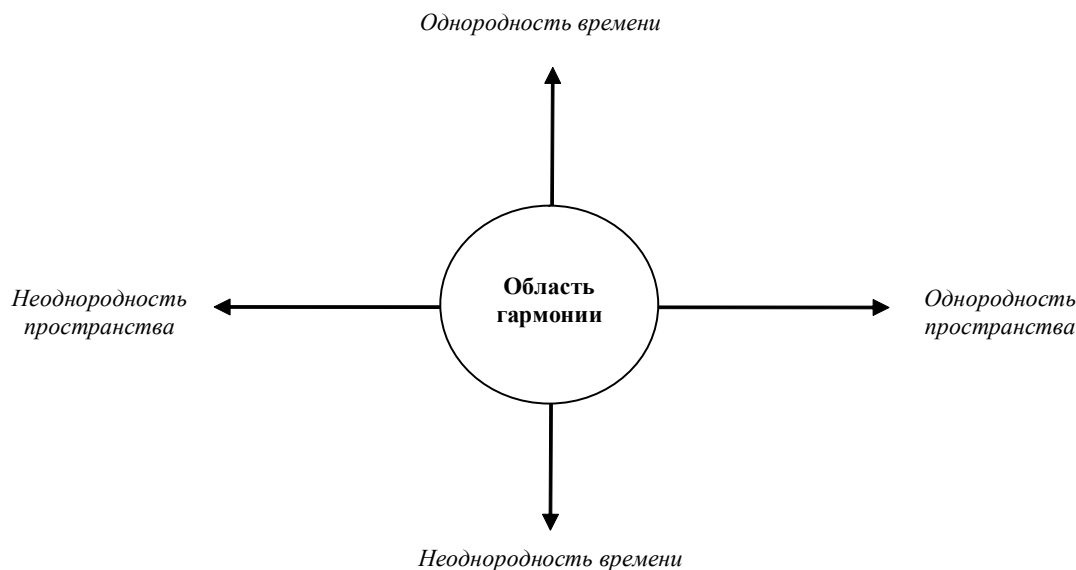 Однородность времени
Область
гармонии
Неоднородность
пространства
Однородность
пространства
Неоднородность времени